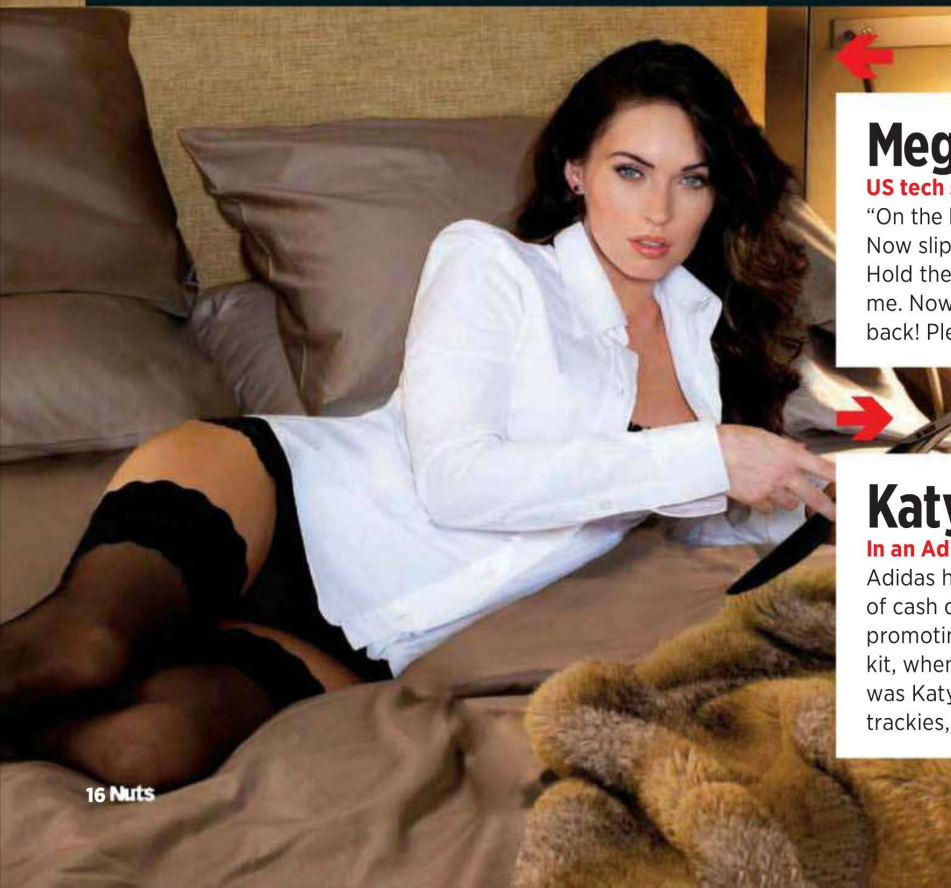 Meg
US tech
"On the
Now slip
Hold the
me. Now
back! Ple
Katy
In an Ad
Adidas h
of cash
promotin
kit, when
was Katy
trackies,
16 Nuts